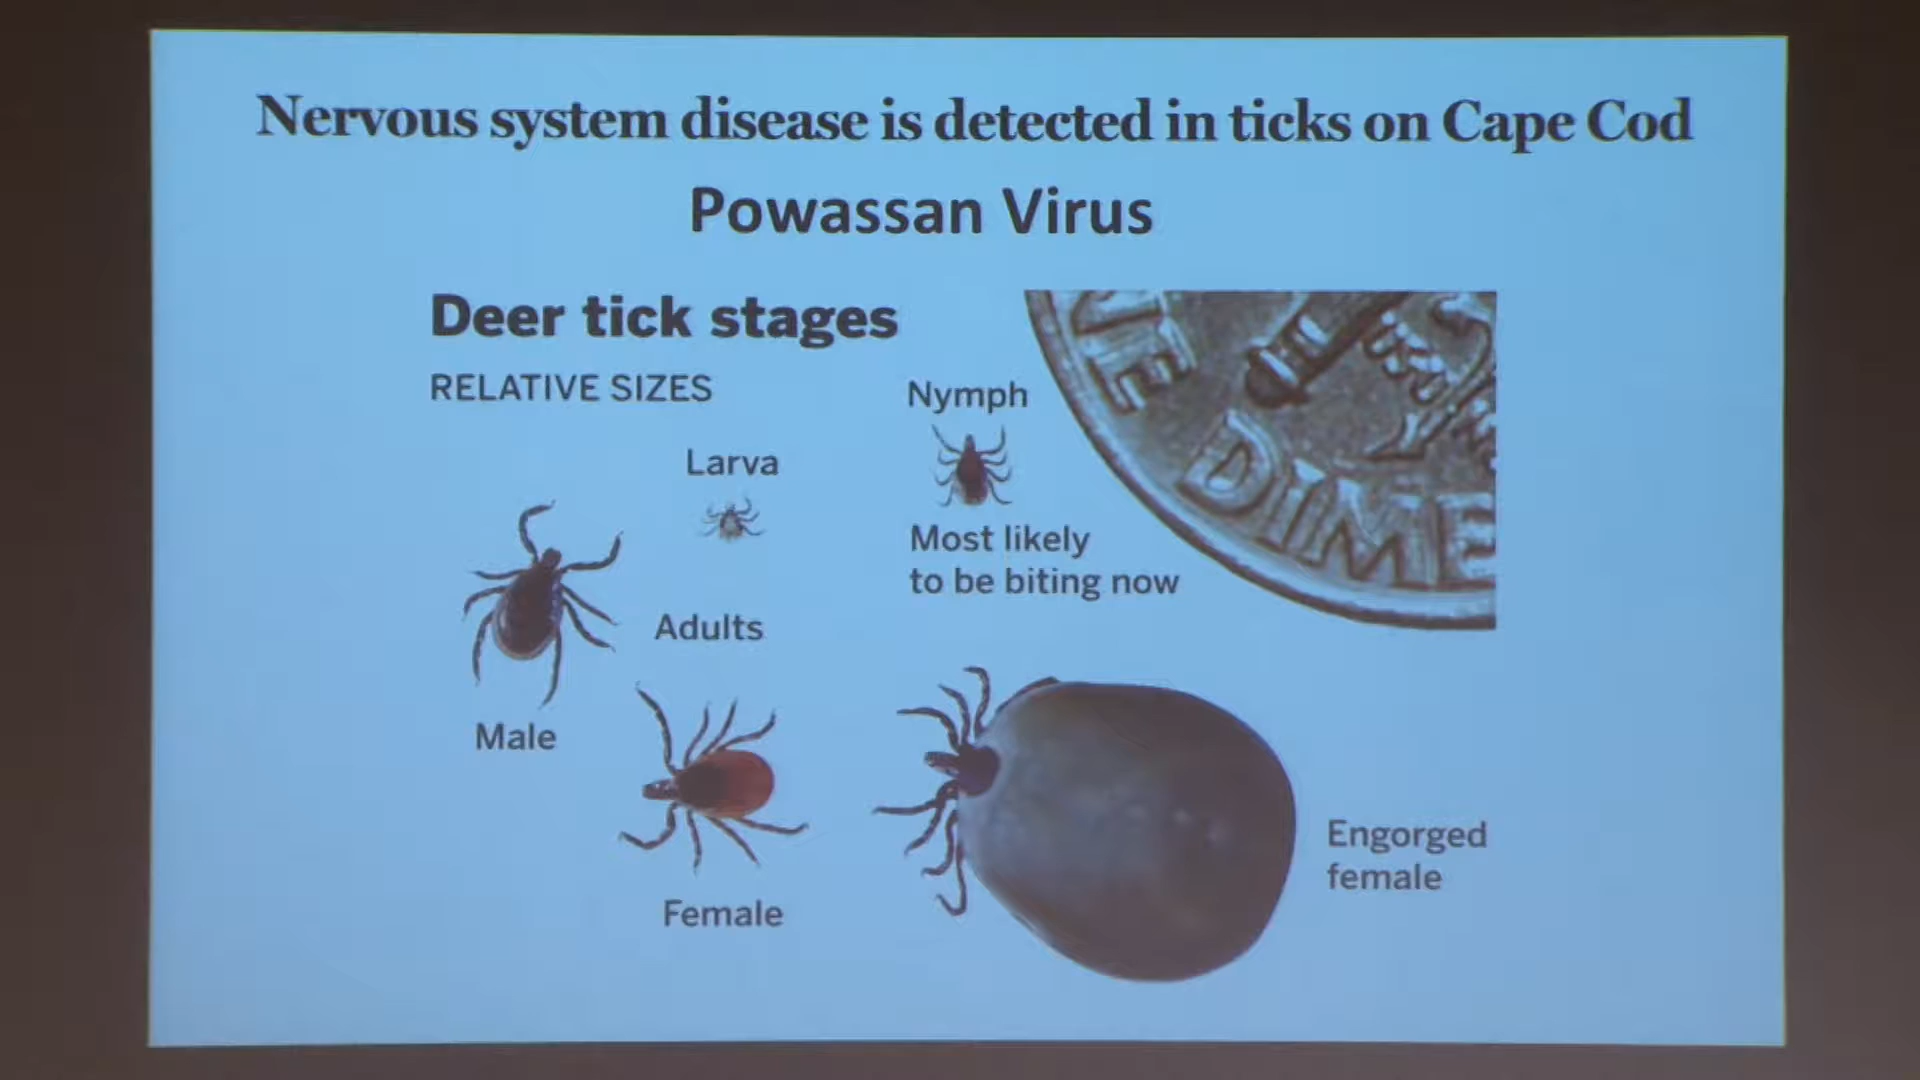 Nervous system disease is detected in ticks on Cape Cod
Powassan Virus
Deer tick stages
RELATIVE SIZES
Nymph
Larva
Most likely
to be biting now
Adults
Male
Female
Engorged
female
NE
DIME